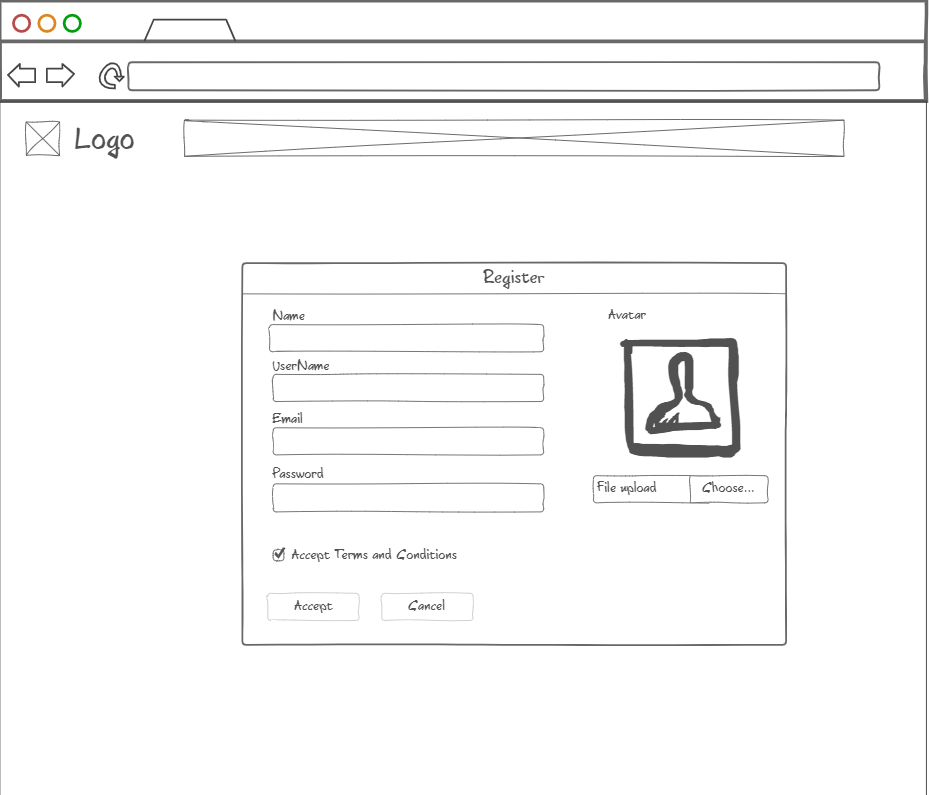 Logo
Register
Name
Avatar
UserName
Email
Password
File upload
Choose...
Accept Terms and Conditions
Accept
Cancel